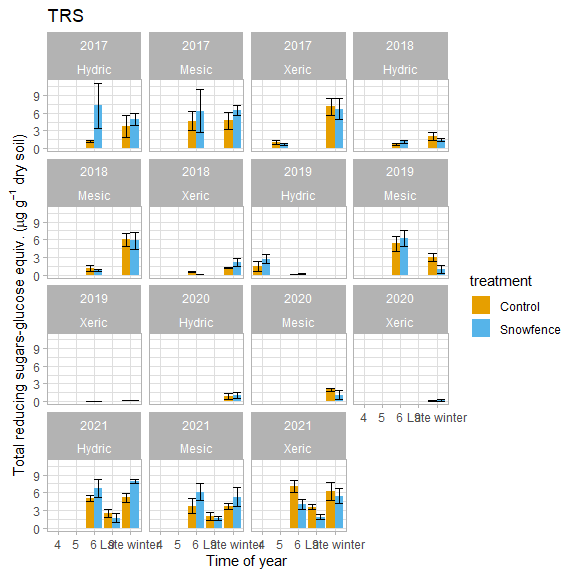 TRS
2017
Hydric
2017
Mesic
2017
Xeric
2018
Hydric
2018
Mesic
2018
Xeric
2019
Hydric
2019
Mesic
2019
Xeric
2020
Hydric
2020
Mesic
2020
Xeric
2021
Hydric
2021
Mesic
2021
Xeric
9
6
3
0
9
6
3
0
9
6
3
0
9
6
3
0
4 5 6 9 Late winter
4 5 6 9 Late winter
4 5 6 9 Late winter
4 5 6 9 Late winter
Time of year
Total reducing sugars-glucose equiv. (μg g⁻¹ dry soil)
treatment
Control
Snowfence